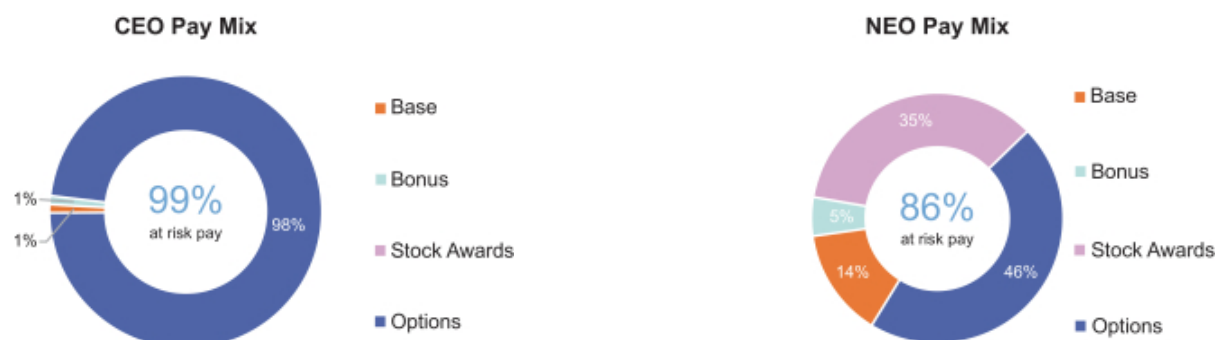 CEO Pay Mix
Base
Bonus
Stock Awards
Options
1%
1%
99%
at risk pay
98%
NEO Pay Mix
35%
5%
86%
at risk pay
14%
46%
Base
Bonus
Stock Awards
Options